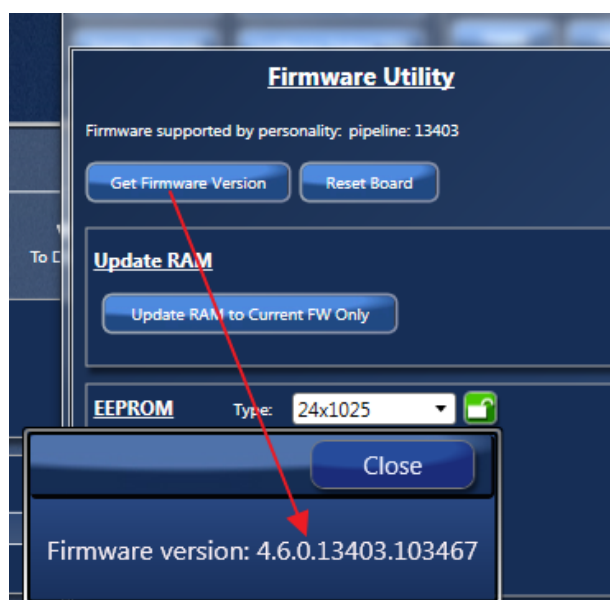 Firmware Utility
Firmware supported by personality: pipeline: 13403
Get Firmware Version
Reset Board
To D
Update RAM
Update RAM to Current FW Only
EEPROM
Type:
24x1025
Close
Firmware version: 4.6.0.13403.103467